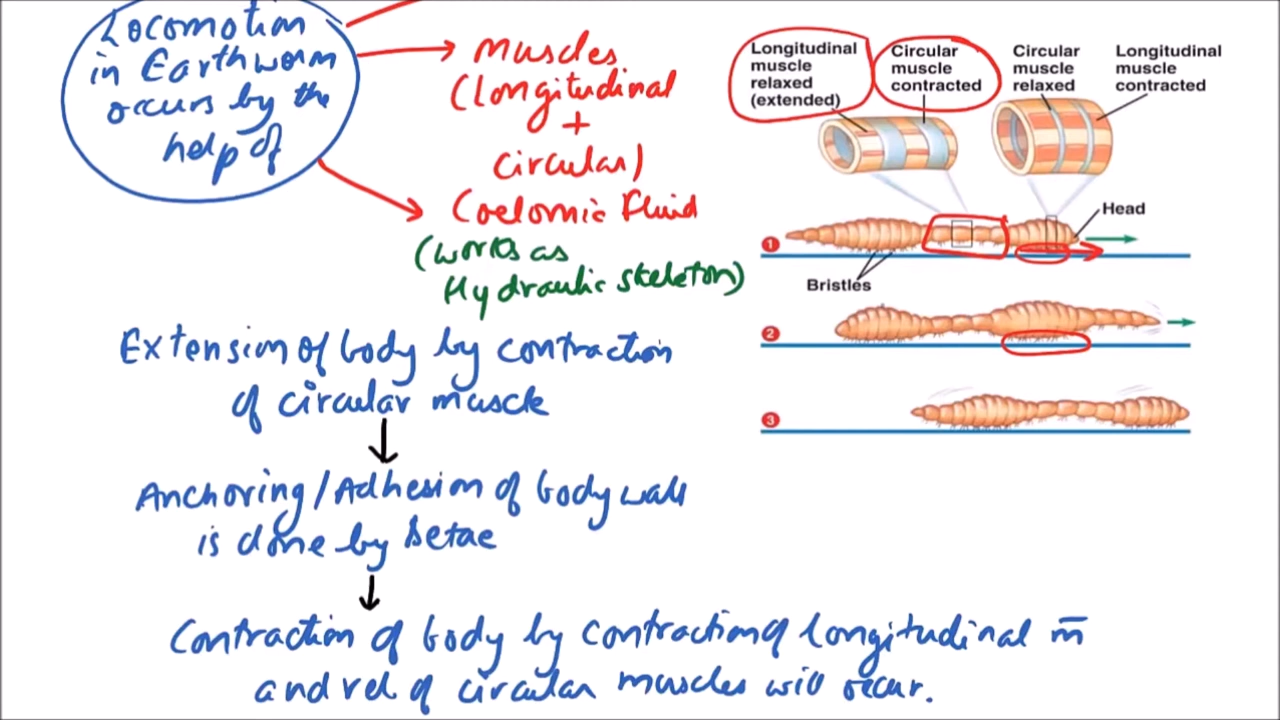 Locomotion
in Earthworm
occurs by the
help of
Muscles
(longitudinal
+
circular)
Coelomic Fluid
(works as
Hydraulic skeleton)
Extension of body by contraction
of circular muscle
Anchoring/Adhesion of body wall
is done by setae
Contraction of body by contraction of longitudinal m
and rel of circular muscles will occur.
Longitudinal
muscle
relaxed
(extended)
Circular
muscle
contracted
Circular
muscle
relaxed
Longitudinal
muscle
contracted
Head
1
Bristles
2
3